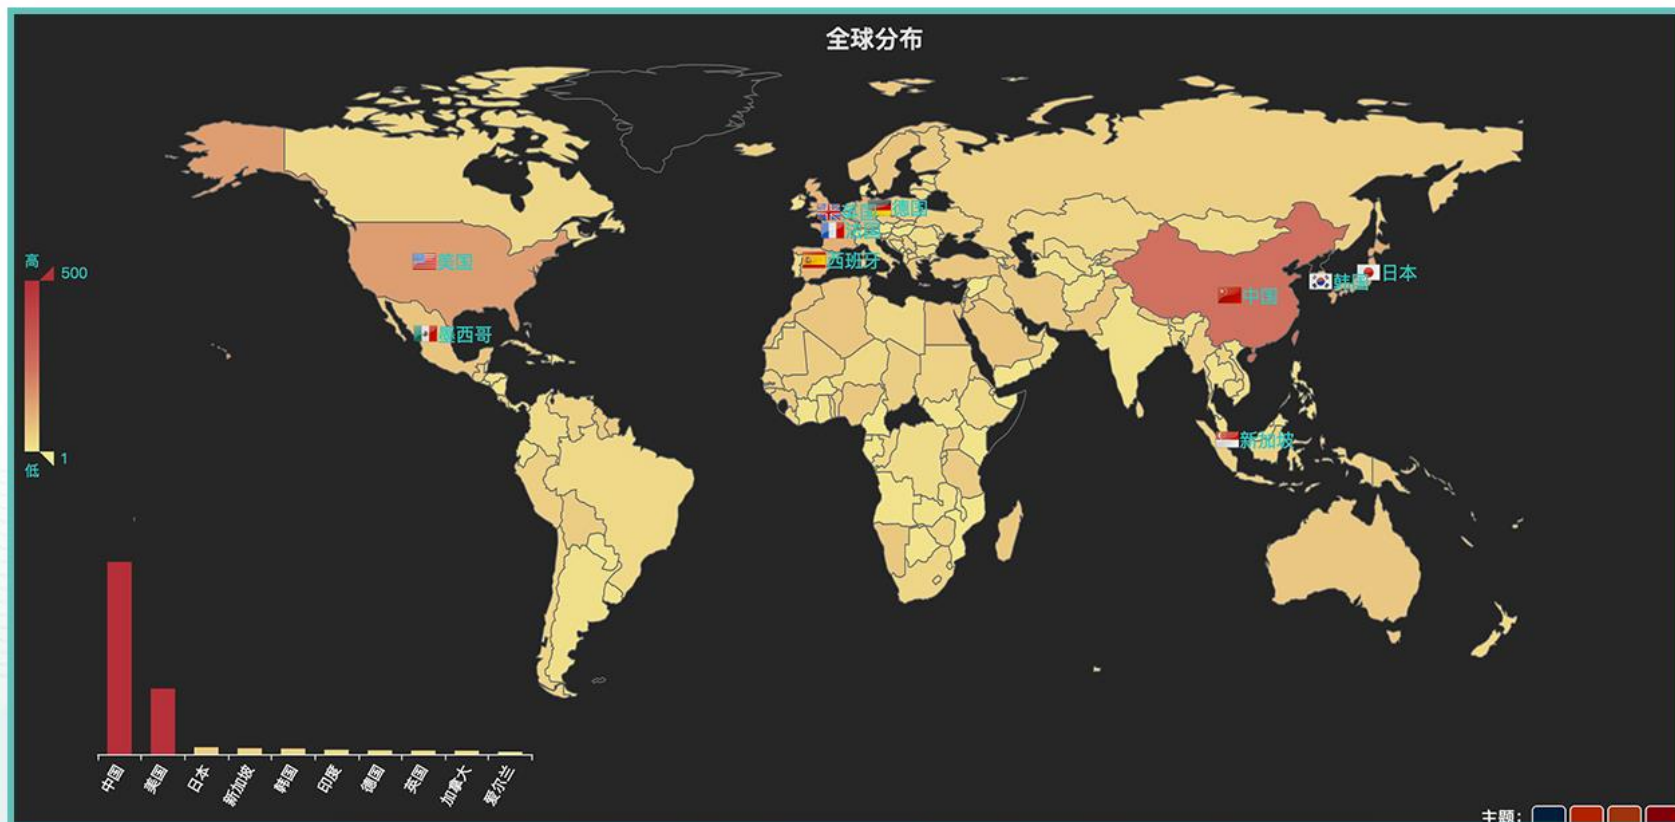 全球分布
英国
德国
法国
西班牙
美国
墨西哥
中国
韩国
日本
新加坡
高
500
1
低
中国
美国
日本
新加坡
韩国
印度
德国
英国
加拿大
爱尔兰
主题：